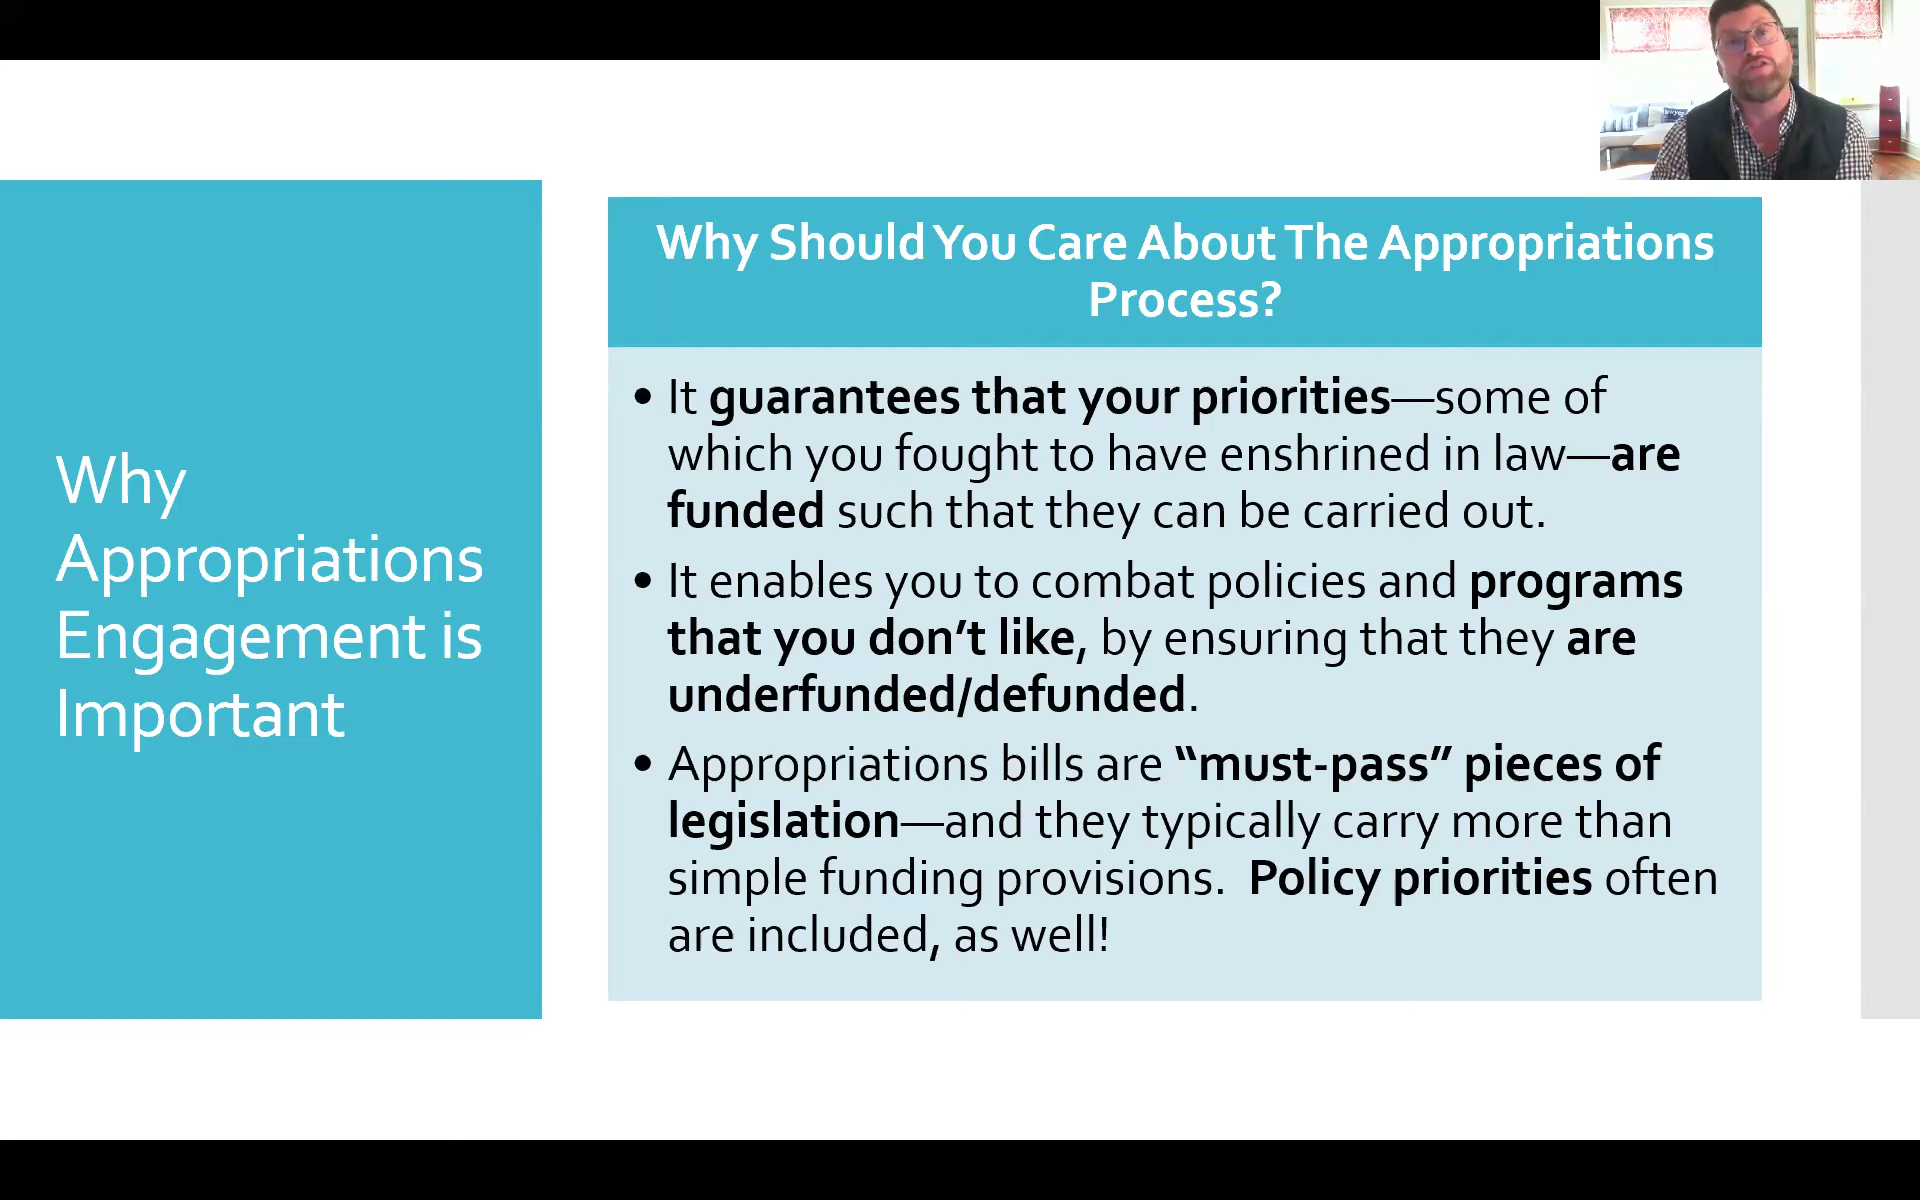 Why
Appropriations
Engagement is
Important
Why Should You Care About The Appropriations
Process?
• It guarantees that your priorities—some of
which you fought to have enshrined in law—are
funded such that they can be carried out.
• It enables you to combat policies and programs
that you don’t like, by ensuring that they are
underfunded/defunded.
• Appropriations bills are “must-pass” pieces of
legislation—and they typically carry more than
simple funding provisions.  Policy priorities often
are included, as well!